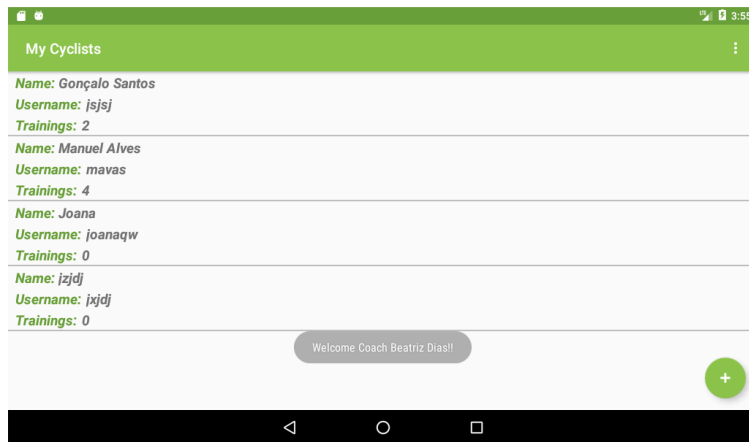 LTE 3:55
My Cyclists
Name: Gonçalo Santos
Username: jsjsj
Trainings: 2
Name: Manuel Alves
Username: mavas
Trainings: 4
Name: Joana
Username: joanaqw
Trainings: 0
Name: jzjdj
Username: jxjdj
Trainings: 0
Welcome Coach Beatriz Dias!!
+